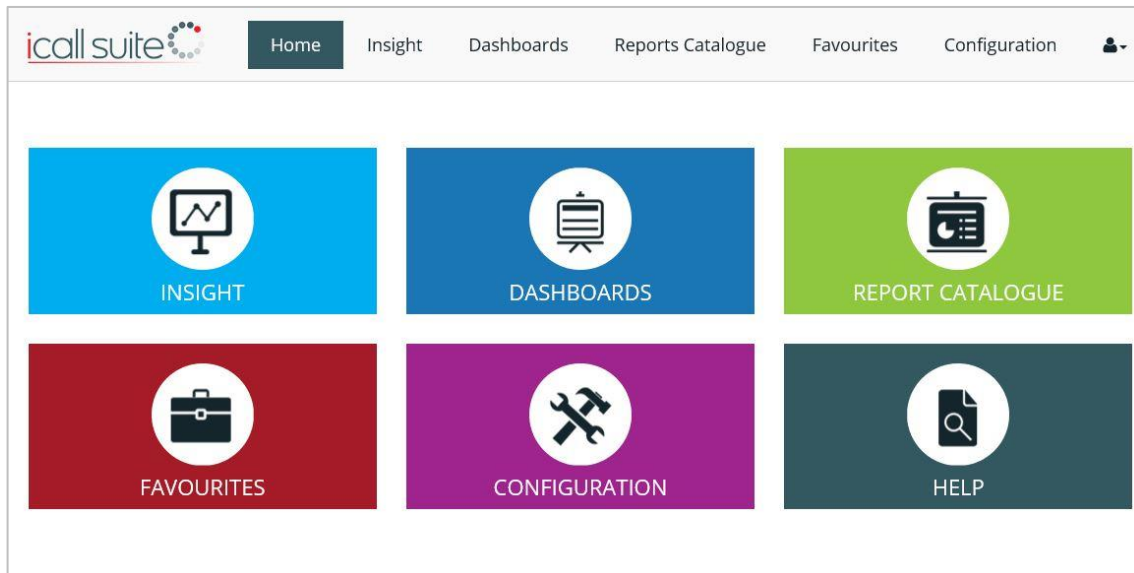 icall suite Home Insight Dashboards Reports Catalogue Favourites Configuration
INSIGHT DASHBOARDS REPORT CATALOGUE
FAVOURITES CONFIGURATION HELP